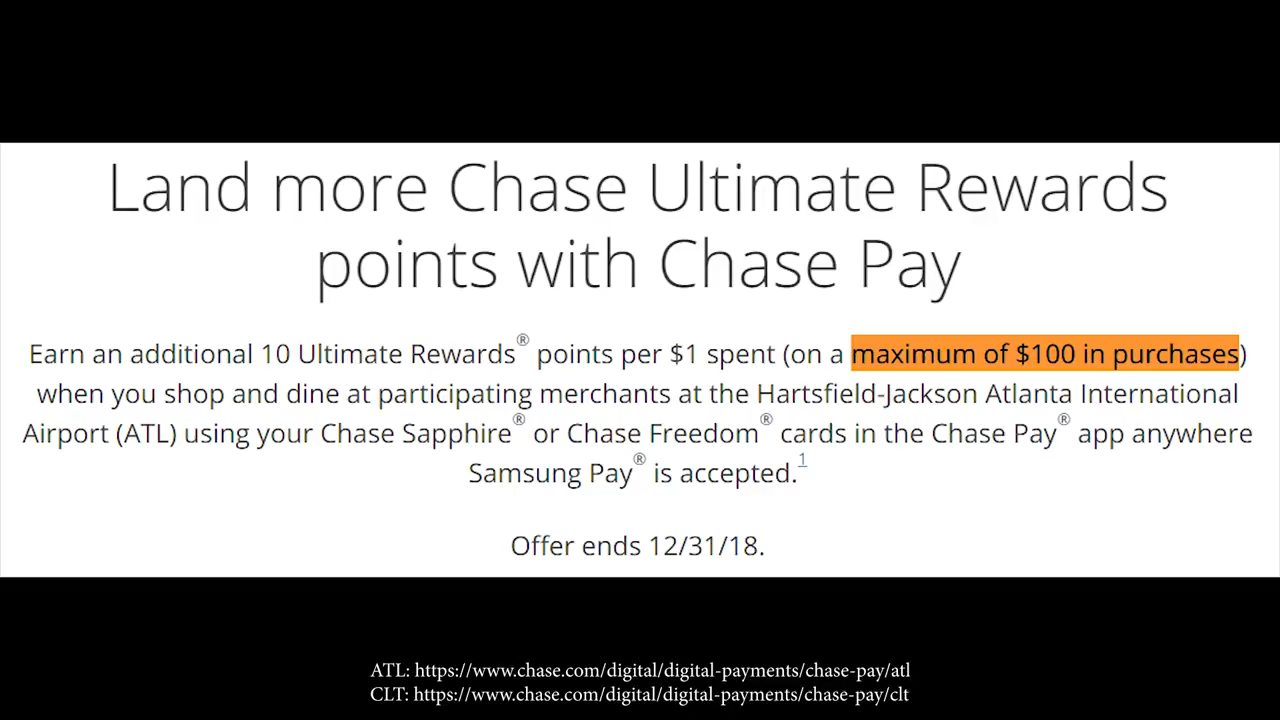 Land more Chase Ultimate Rewards
points with Chase Pay
Earn an additional 10 Ultimate Rewards® points per $1 spent (on a maximum of $100 in purchases)
when you shop and dine at participating merchants at the Hartsfield-Jackson Atlanta International
Airport (ATL) using your Chase Sapphire® or Chase Freedom® cards in the Chase Pay® app anywhere
Samsung Pay® is accepted.1
Offer ends 12/31/18.
ATL: https://www.chase.com/digital/digital-payments/chase-pay/atl
CLT: https://www.chase.com/digital/digital-payments/chase-pay/clt